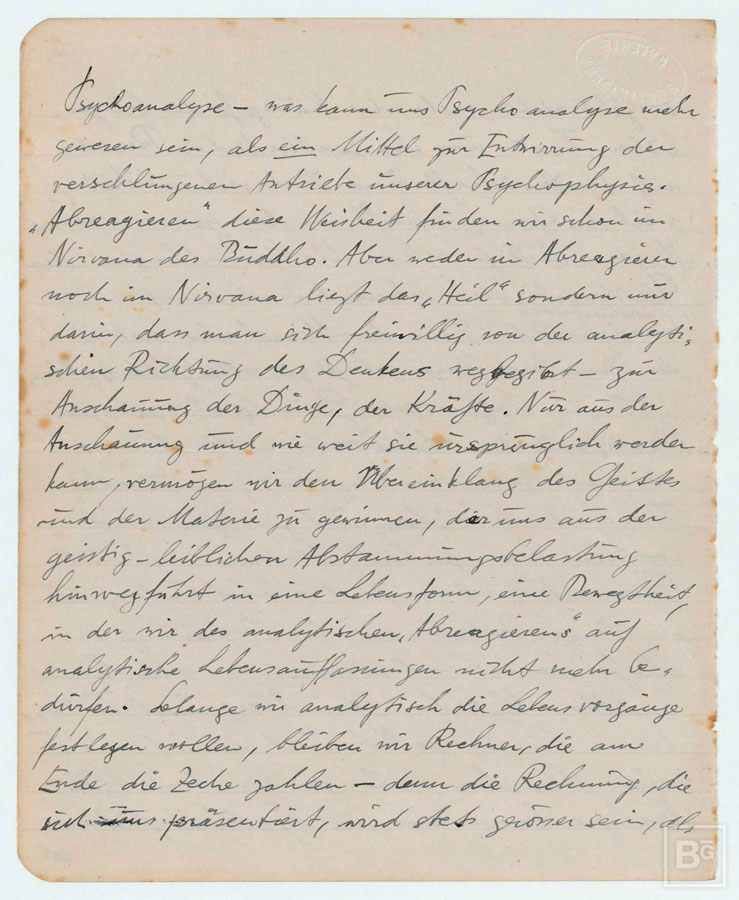 Psychoanalyse – was kann uns Psychoanalyse mehr
gewesen sein, als ein Mittel zur Entwirrung der
verschlungenen Antriebe unserer Psychophysis.
„Abreagieren“ diese Weisheit finden wir schon im
Nirvana des Buddho. Aber weder im Abreagieren
noch im Nirvana liegt das „Heil“ sondern nur
darin, dass man sich freiwillig von der analyti-
schen Richtung des Denkens wegbegibt – zur
Anschauung der Dinge, der Kräfte. Nur aus der
Anschauung und wie weit sie ursprünglich werden
kann, vermögen wir den Übereinklang des Geistes
und der Materie zu gewinnen, der uns aus der
geistig-leiblichen Abstammungsbelastung
hinwegführt in eine Lebensform, eine Bewegtheit,
in der wir des analytischen „Abreagierens“ auf
analytische Lebensauffassungen nicht mehr be-
dürfen. Solange wir analytisch die Lebensvorgänge
festlegen wollen, bleiben wir Rechner, die am
Ende die Zeche zahlen – denn die Rechnung, die
sich uns präsentiert, wird stets grösser sein, als
GALERIE
BG